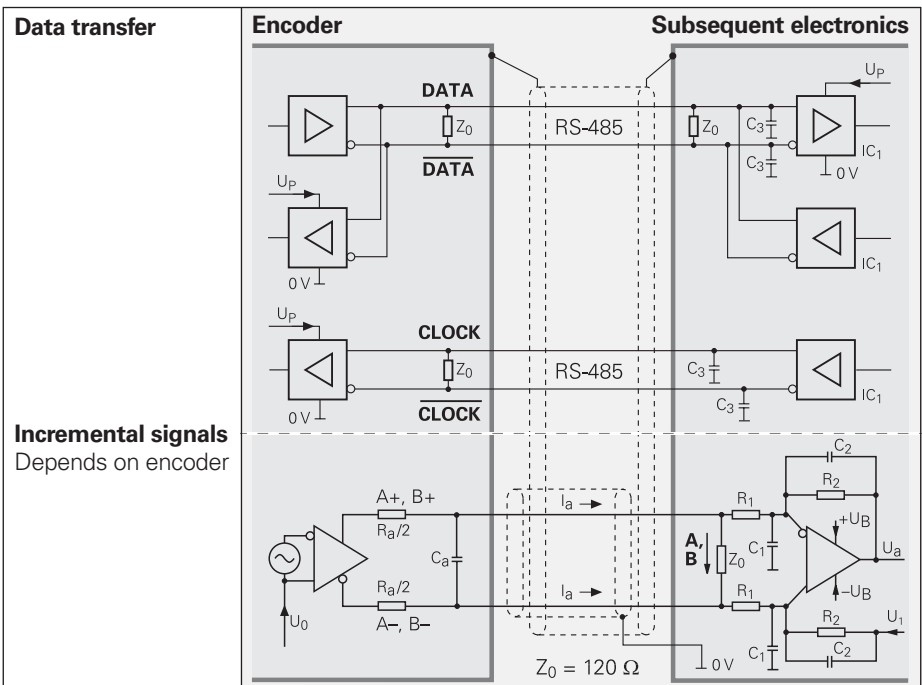 Data transfer
Encoder
Subsequent electronics
DATA
Z0
RS-485
Z0
C3
UP
IC1
DATA
C3
0 V
UP
0 V
IC1
UP
CLOCK
Z0
RS-485
C3
CLOCK
C3
IC1
0 V
Incremental signals
Depends on encoder
A+, B+
Ra/2
Ca
Ra/2
A–, B–
U0
Ia
Ia
A,
B
Z0
R1
C1
R1
C1
C2
R2
+UB
Ua
–UB
R2
U1
C2
Z0 = 120 Ω
0 V